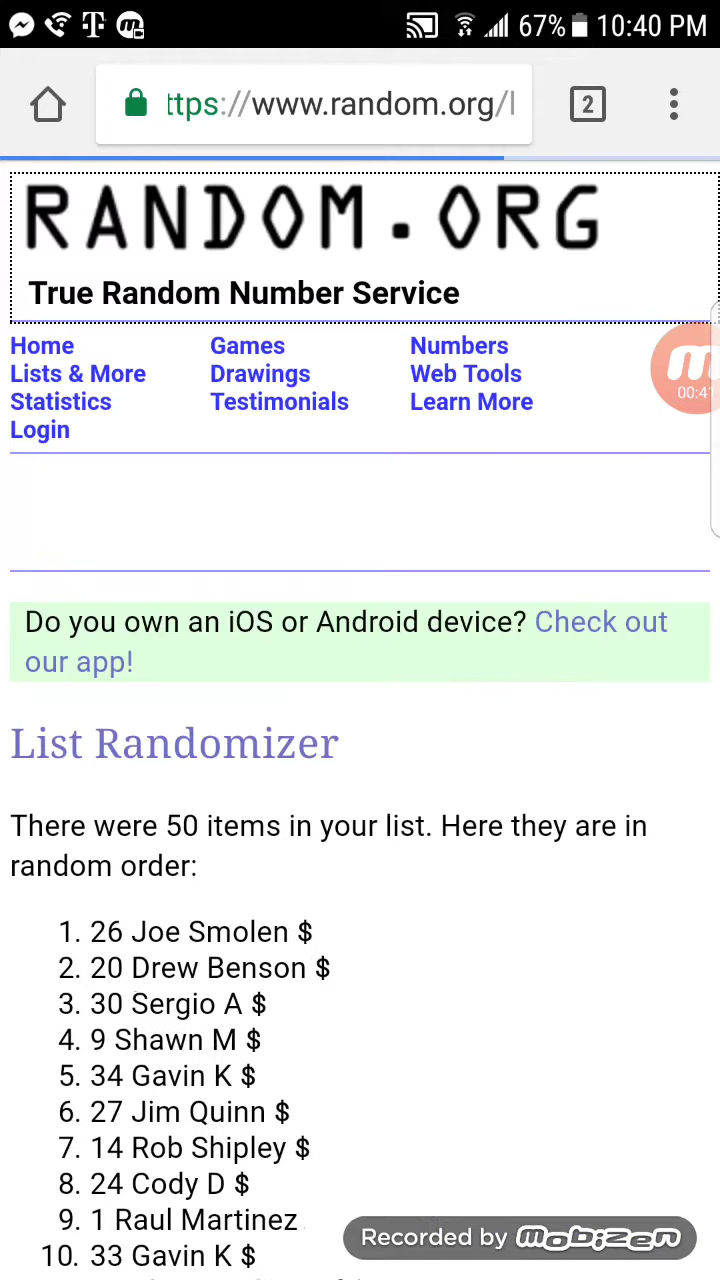 67% 10:40 PM
ttps://www.random.org/l
2
RANDOM.ORG
True Random Number Service
Home Games Numbers
Lists & More Drawings Web Tools
Statistics Testimonials Learn More
Login
00:41
Do you own an iOS or Android device? Check out
our app!
List Randomizer
There were 50 items in your list. Here they are in
random order:
1. 26 Joe Smolen $
2. 20 Drew Benson $
3. 30 Sergio A $
4. 9 Shawn M $
5. 34 Gavin K $
6. 27 Jim Quinn $
7. 14 Rob Shipley $
8. 24 Cody D $
9. 1 Raul Martinez
10. 33 Gavin K $
Recorded by mobizen